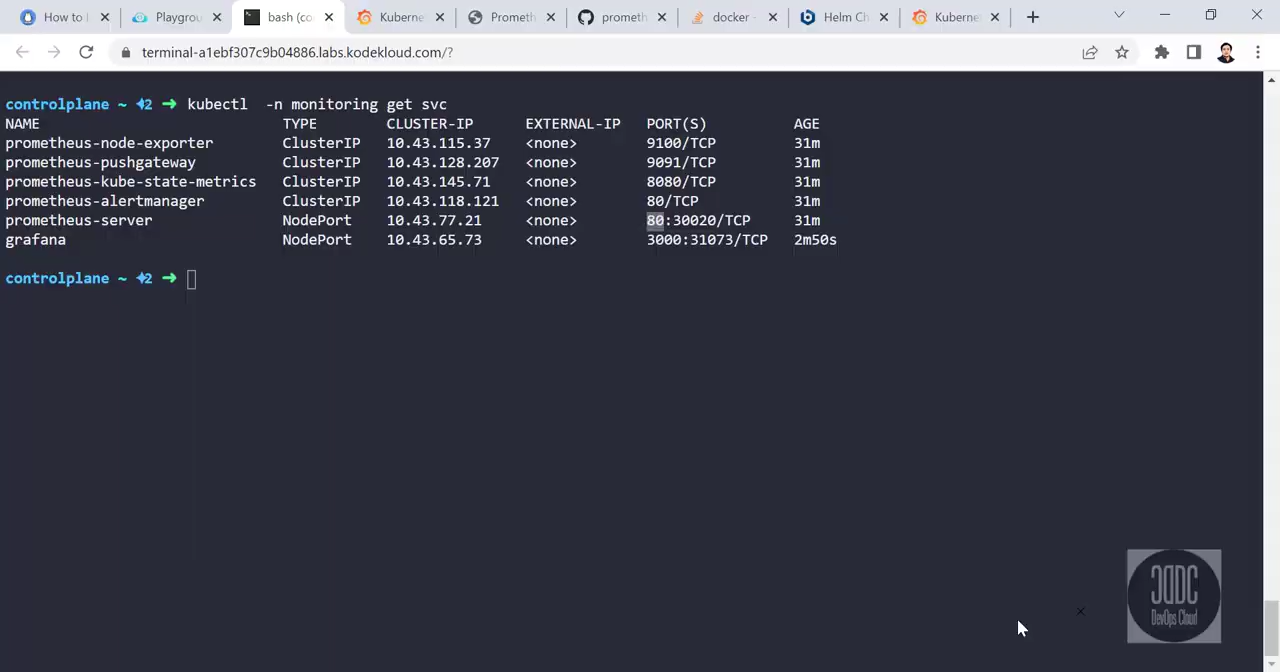 How to
Playgrou
bash (co
Kuberne
Prometh
prometh
docker -
Helm Ch
Kuberne
terminal-a1ebf307c9b04886.labs.kodekloud.com/?
controlplane ~ ✦2 ➜ kubectl  -n monitoring get svc
NAME TYPE CLUSTER-IP EXTERNAL-IP PORT(S) AGE
prometheus-node-exporter ClusterIP 10.43.115.37 <none> 9100/TCP 31m
prometheus-pushgateway ClusterIP 10.43.128.207 <none> 9091/TCP 31m
prometheus-kube-state-metrics ClusterIP 10.43.145.71 <none> 8080/TCP 31m
prometheus-alertmanager ClusterIP 10.43.118.121 <none> 80/TCP 31m
prometheus-server NodePort 10.43.77.21 <none> 80:30020/TCP 31m
grafana NodePort 10.43.65.73 <none> 3000:31073/TCP 2m50s
controlplane ~ ✦2 ➜
DevOps Cloud